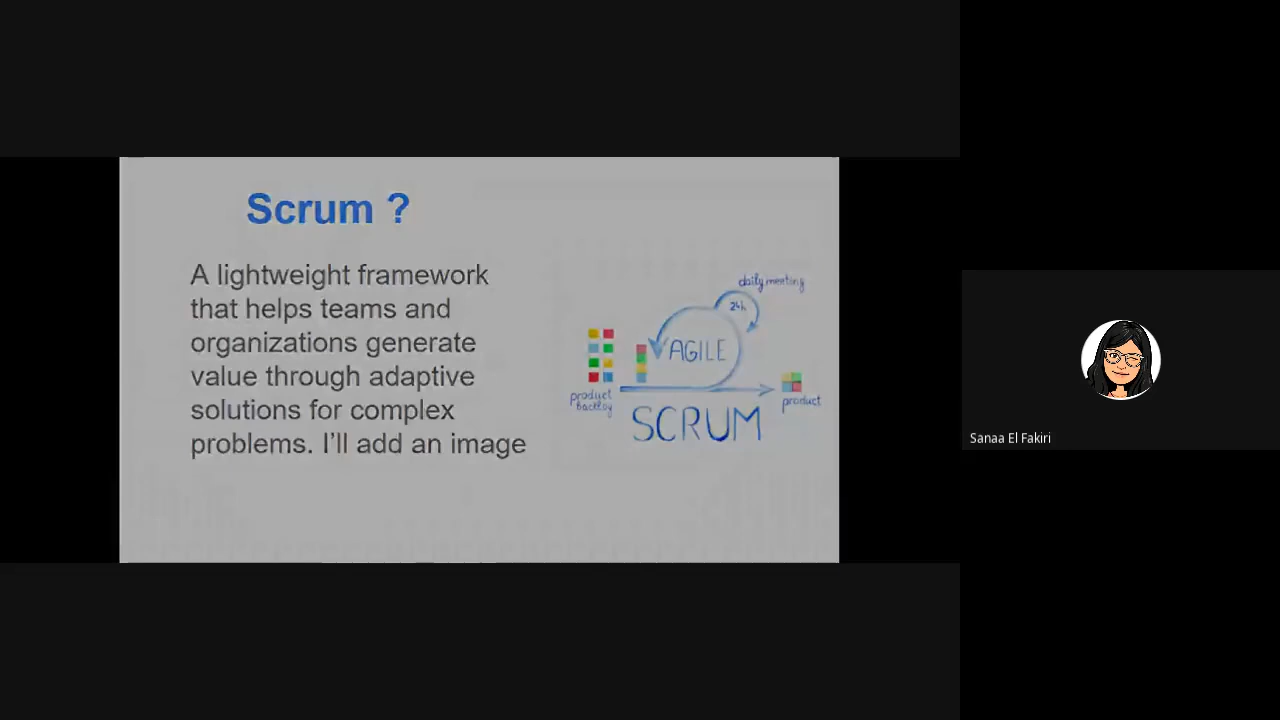 Scrum ?
A lightweight framework
that helps teams and
organizations generate
value through adaptive
solutions for complex
problems. I’ll add an image
daily meeting
24h
AGILE
product
backlog
product
SCRUM
Sanaa El Fakiri